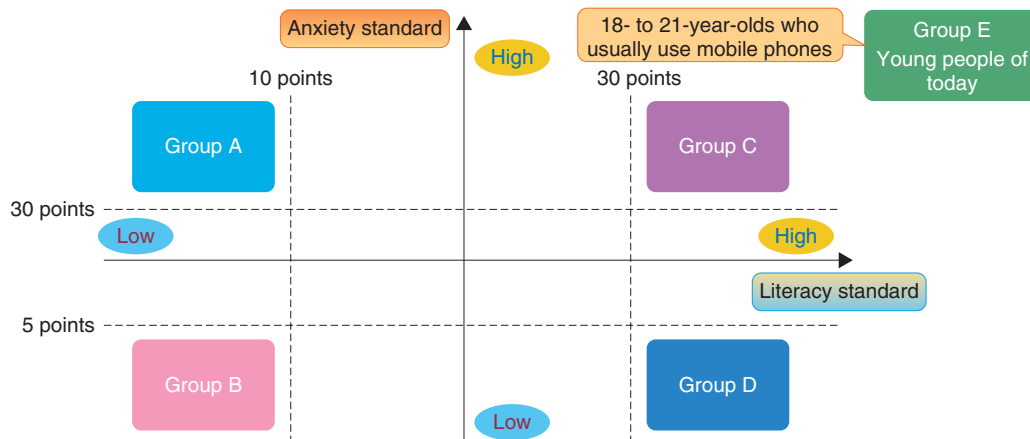 Anxiety standard
High
18- to 21-year-olds who
usually use mobile phones
Group E
Young people of
today
10 points
30 points
Group A
Group C
30 points
Low
High
Literacy standard
5 points
Group B
Group D
Low